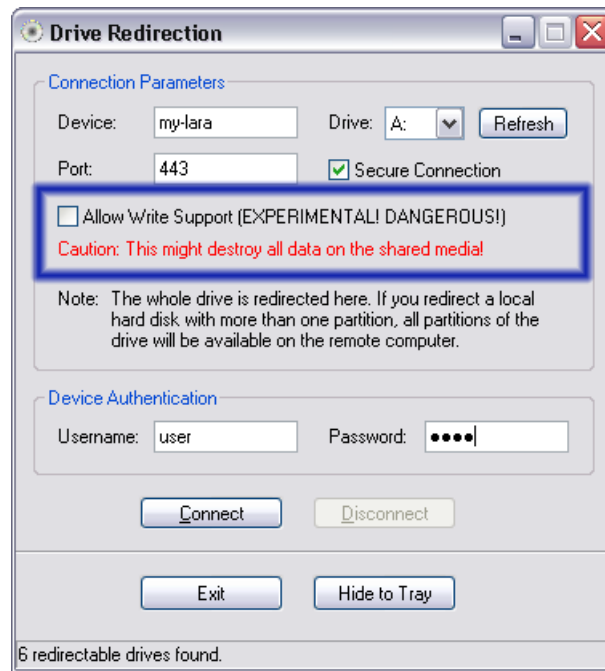 Drive Redirection
Connection Parameters
Device: my-lara Drive: A: Refresh
Port: 443 Secure Connection
Allow Write Support (EXPERIMENTAL! DANGEROUS!)
Caution: This might destroy all data on the shared media!
Note: The whole drive is redirected here. If you redirect a local
hard disk with more than one partition, all partitions of the
drive will be available on the remote computer.
Device Authentication
Username: user Password: ●●●●
Connect Disconnect
Exit Hide to Tray
6 redirectable drives found.